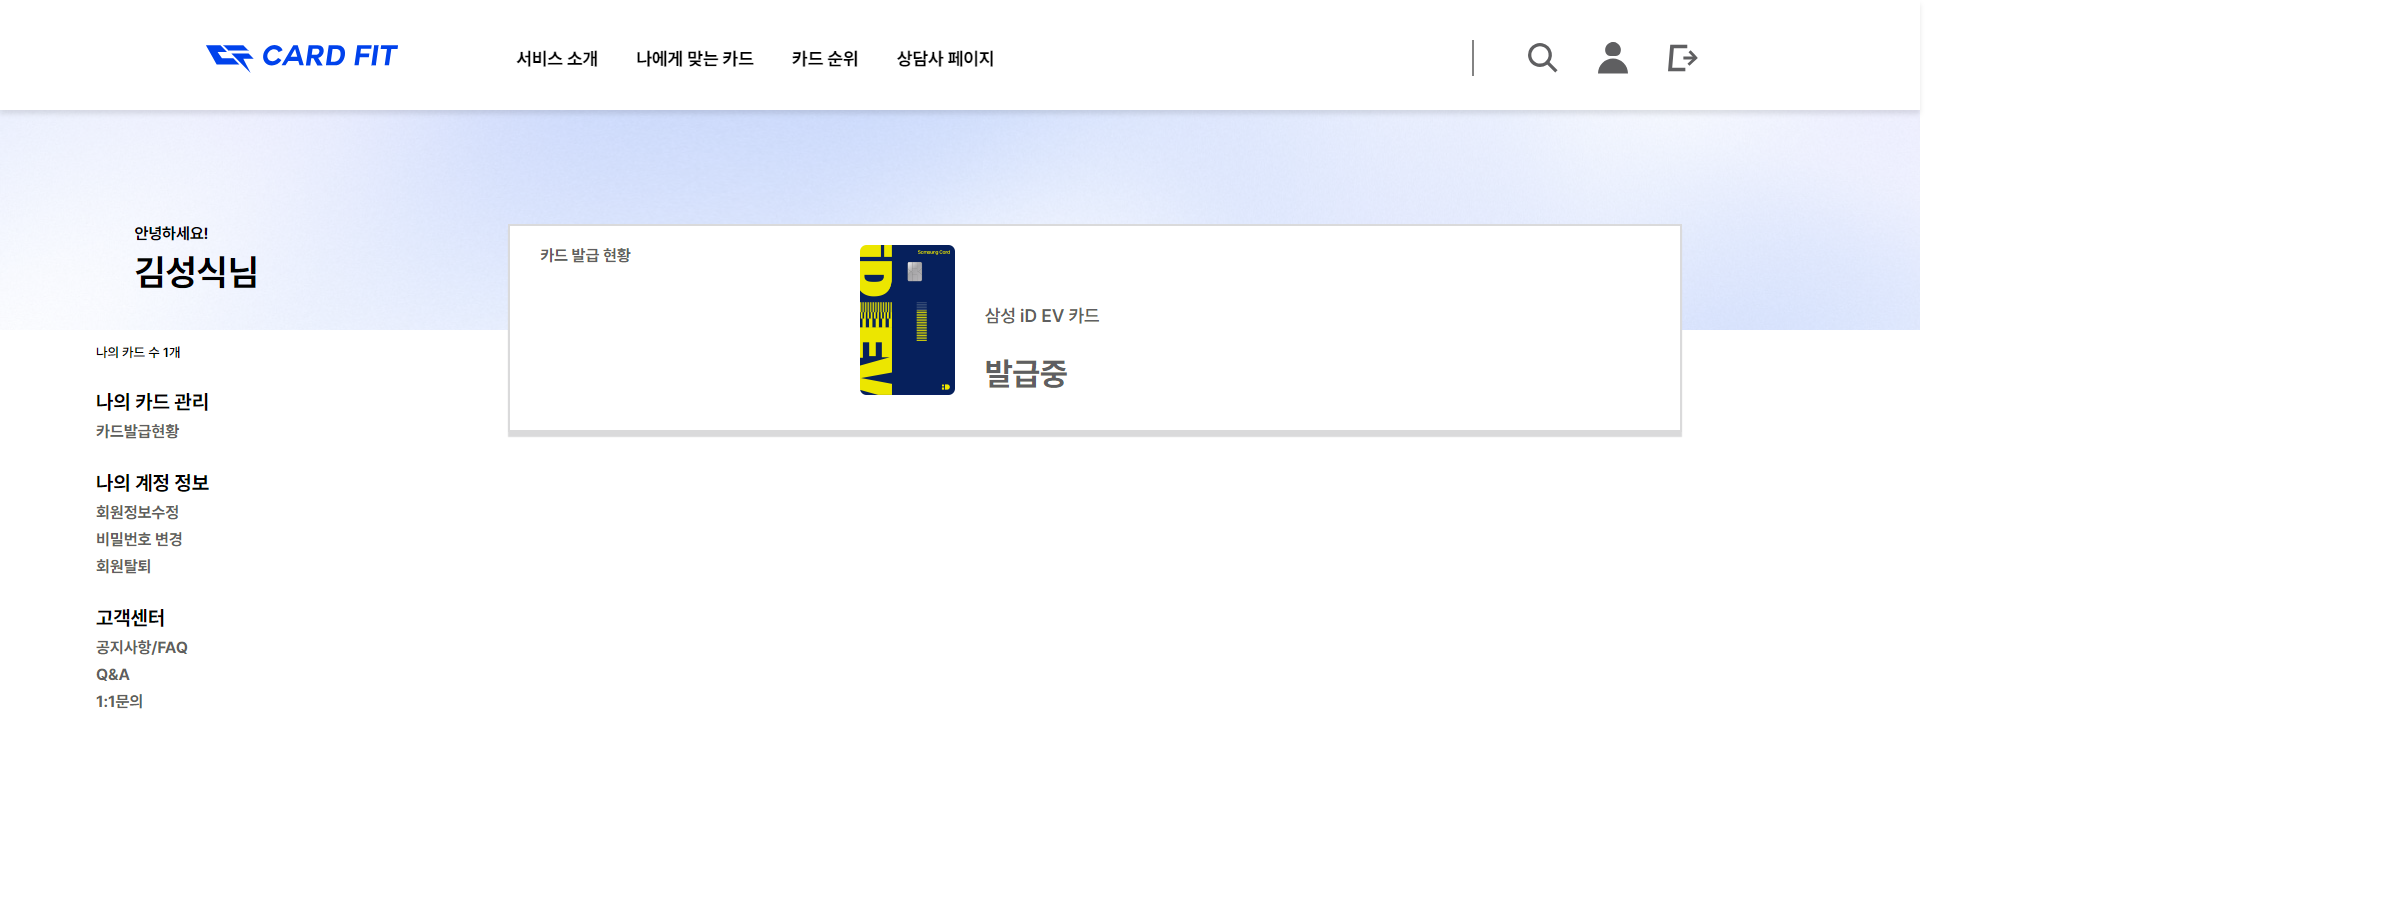 CARD FIT
서비스 소개
나에게 맞는 카드
카드 순위
상담사 페이지
안녕하세요!
김성식님
나의 카드 수 1개
나의 카드 관리
카드발급현황
나의 계정 정보
회원정보수정
비밀번호 변경
회원탈퇴
고객센터
공지사항/FAQ
Q&A
1:1문의
카드 발급 현황
Samsung Card
iD EV
iD
삼성 iD EV 카드
발급중